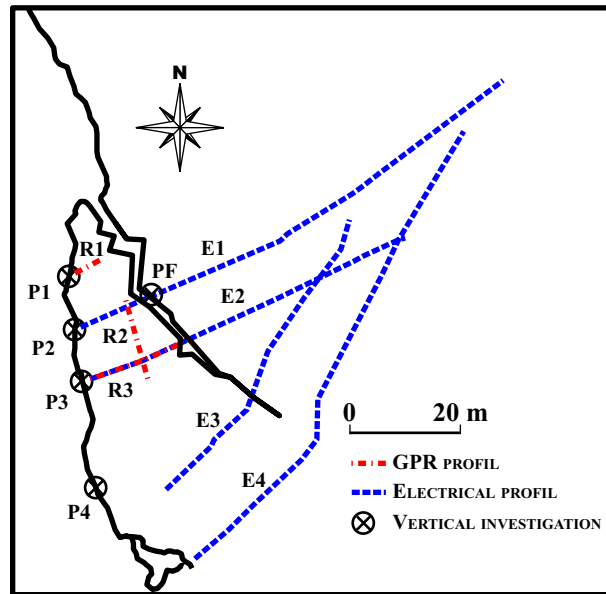 N
R1
E1
PF
P1
E2
P2
R2
P3
R3
0 20 m
E3
GPR PROFIL
E4
ELECTRICAL PROFIL
P4
VERTICAL INVESTIGATION